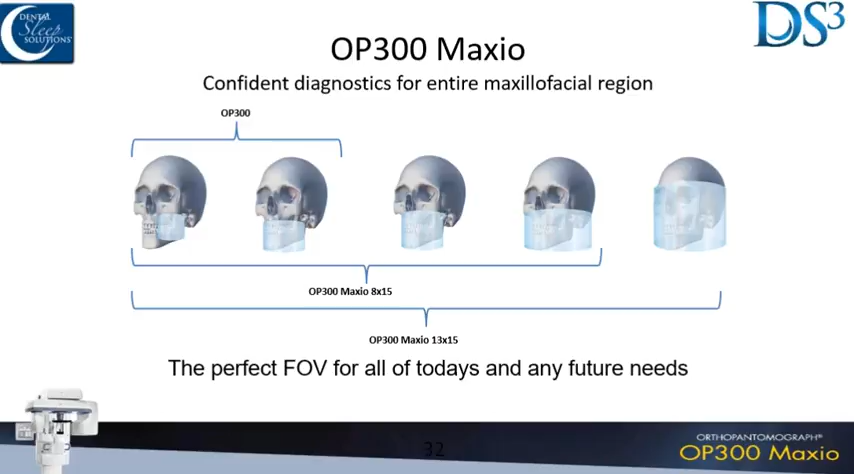 DENTAL
Sleep
SOLUTIONS®
DS3
OP300 Maxio
Confident diagnostics for entire maxillofacial region
OP300
OP300 Maxio 8x15
OP300 Maxio 13x15
The perfect FOV for all of todays and any future needs
32
ORTHOPANTOMOGRAPH®
OP300 Maxio